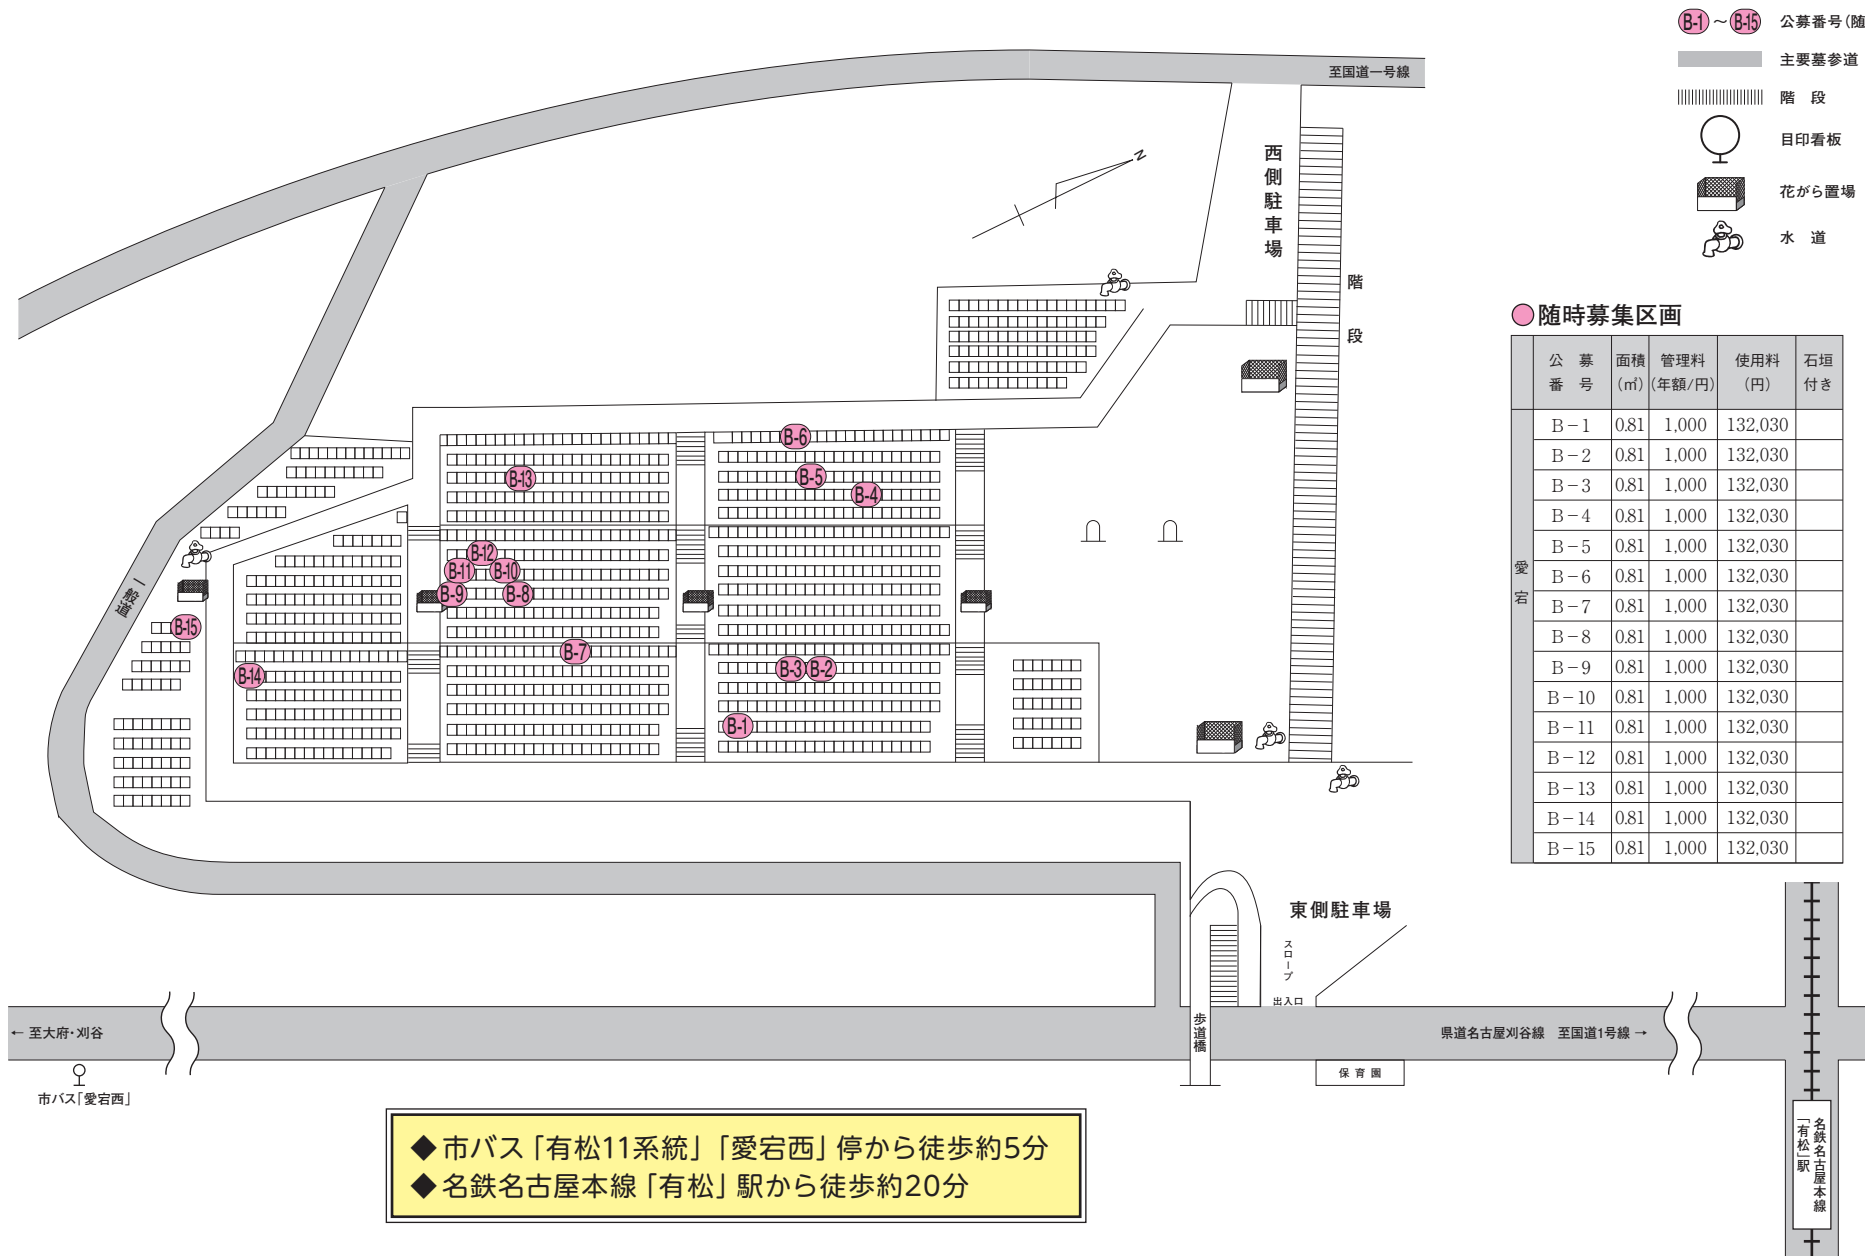 B-1 ～ B-15 公募番号(随
主要墓参道
階 段
目印看板
花がら置場
水 道
至国道一号線
N
西側駐車場
階段
一般道
B-6
B-5
B-4
B-13
B-12
B-11
B-10
B-9
B-8
B-7
B-3
B-2
B-1
B-14
B-15
●随時募集区画
公募番号 面積(㎡) 管理料(年額/円) 使用料(円) 石垣付き
愛宕
B－1 0.81 1,000 132,030
B－2 0.81 1,000 132,030
B－3 0.81 1,000 132,030
B－4 0.81 1,000 132,030
B－5 0.81 1,000 132,030
B－6 0.81 1,000 132,030
B－7 0.81 1,000 132,030
B－8 0.81 1,000 132,030
B－9 0.81 1,000 132,030
B－10 0.81 1,000 132,030
B－11 0.81 1,000 132,030
B－12 0.81 1,000 132,030
B－13 0.81 1,000 132,030
B－14 0.81 1,000 132,030
B－15 0.81 1,000 132,030
東側駐車場
スロープ
出入口
歩道橋
← 至大府・刈谷
県道名古屋刈谷線 至国道1号線 →
保育園
市バス「愛宕西」
名鉄名古屋本線
「有松」駅
◆市バス「有松11系統」「愛宕西」停から徒歩約5分
◆名鉄名古屋本線「有松」駅から徒歩約20分